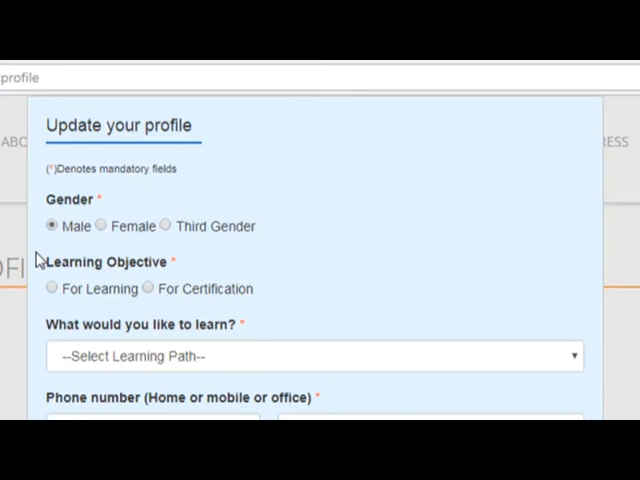 profile
Update your profile
(*)Denotes mandatory fields
Gender *
Male Female Third Gender
Learning Objective *
For Learning For Certification
What would you like to learn? *
--Select Learning Path--
Phone number (Home or mobile or office) *